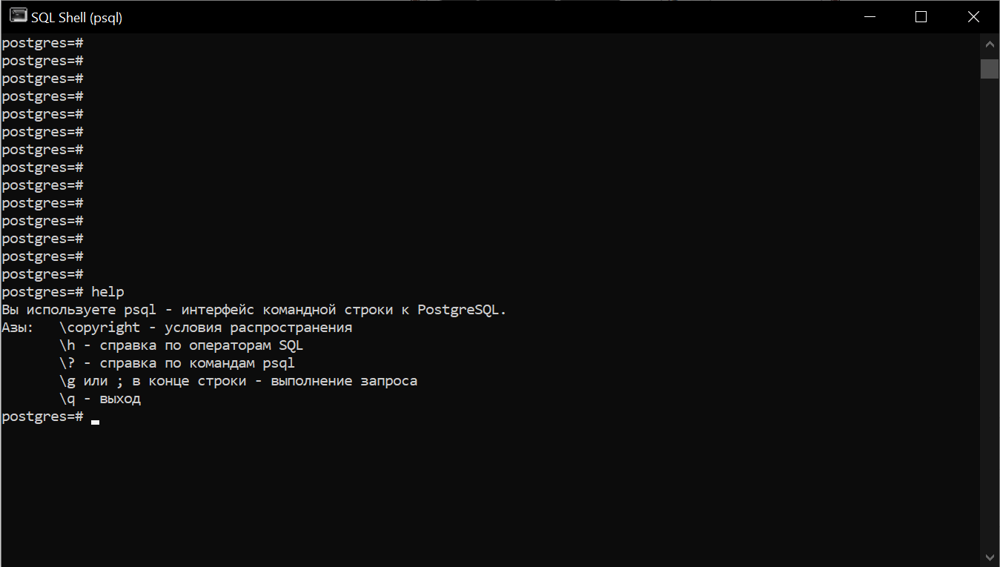 SQL Shell (psql)
postgres=#
postgres=#
postgres=#
postgres=#
postgres=#
postgres=#
postgres=#
postgres=#
postgres=#
postgres=#
postgres=#
postgres=#
postgres=#
postgres=#
postgres=# help
Вы используете psql - интерфейс командной строки к PostgreSQL.
Азы:   \copyright - условия распространения
       \h - справка по операторам SQL
       \? - справка по командам psql
       \g или ; в конце строки - выполнение запроса
       \q - выход
postgres=#